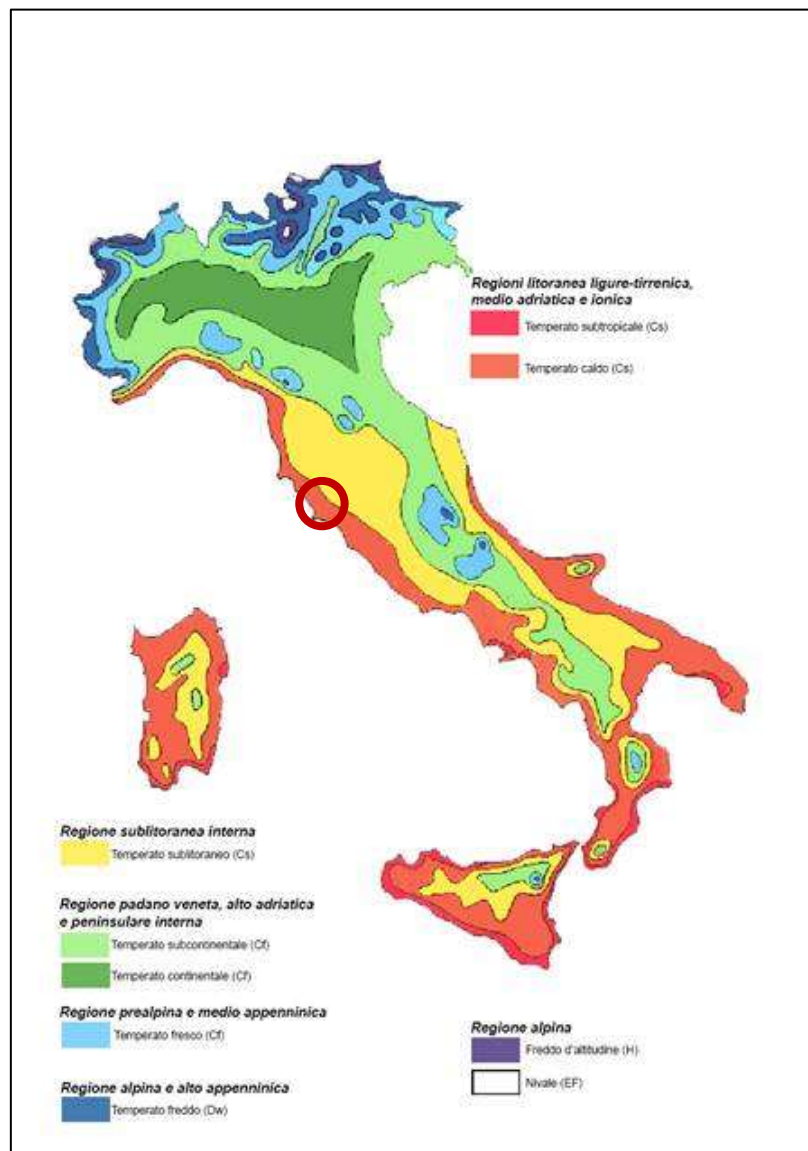 Regioni litoranea ligure-tirrenica,
medio adriatica e ionica
Temperato subtropicale (Cs)
Temperato caldo (Cs)
Regione sublitoranea interna
Temperato sublitoraneo (Cs)
Regione padano veneta, alto adriatica
e peninsulare interna
Temperato subcontinentale (Cf)
Temperato continentale (Cf)
Regione prealpina e medio appenninica
Temperato fresco (Cf)
Regione alpina e alto appenninica
Temperato freddo (Dw)
Regione alpina
Freddo d'altitudine (H)
Nivale (EF)